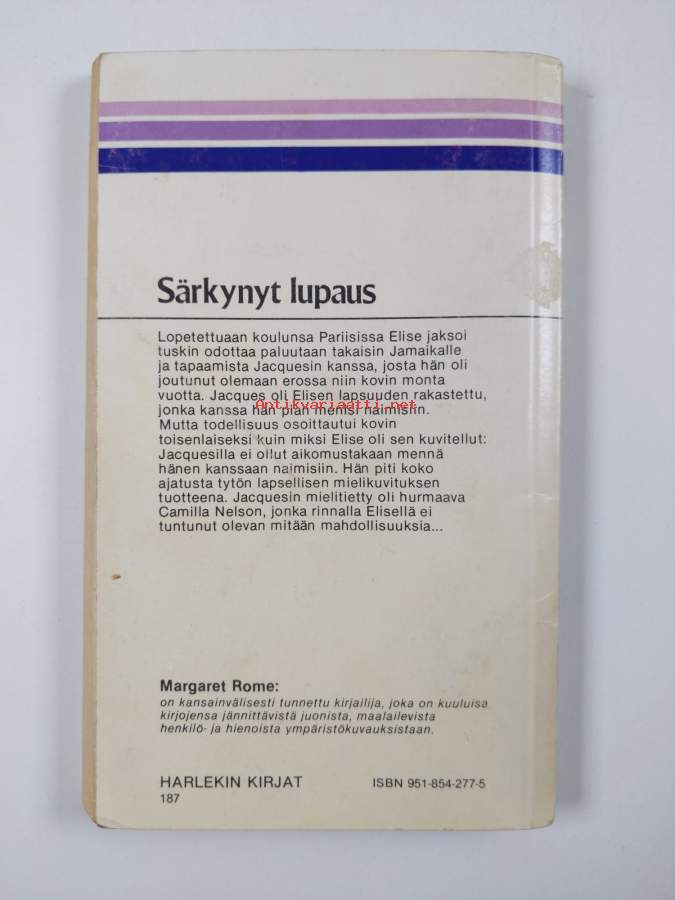 Särkynyt lupaus
Lopetettuaan koulunsa Pariisissa Elise jaksoi
tuskin odottaa paluutaan takaisin Jamaikalle
ja tapaamista Jacquesin kanssa, josta hän oli
joutunut olemaan erossa niin kovin monta
vuotta. Jacques oli Elisen lapsuuden rakastettu,
Antikvariaatti.net
jonka kanssa hän pian menisi naimisiin.
Mutta todellisuus osoittautui kovin
toisenlaiseksi kuin miksi Elise oli sen kuvitellut:
Jacquesilla ei ollut aikomustakaan mennä
hänen kanssaan naimisiin. Hän piti koko
ajatusta tytön lapsellisen mielikuvituksen
tuotteena. Jacquesin mielitietty oli hurmaava
Camilla Nelson, jonka rinnalla Elisellä ei
tuntunut olevan mitään mahdollisuuksia...
Margaret Rome:
on kansainvälisesti tunnettu kirjailija, joka on kuuluisa
kirjojensa jännittävistä juonista, maalailevista
henkilö- ja hienoista ympäristökuvauksistaan.
HARLEKIN KIRJAT
187
ISBN 951-854-277-5